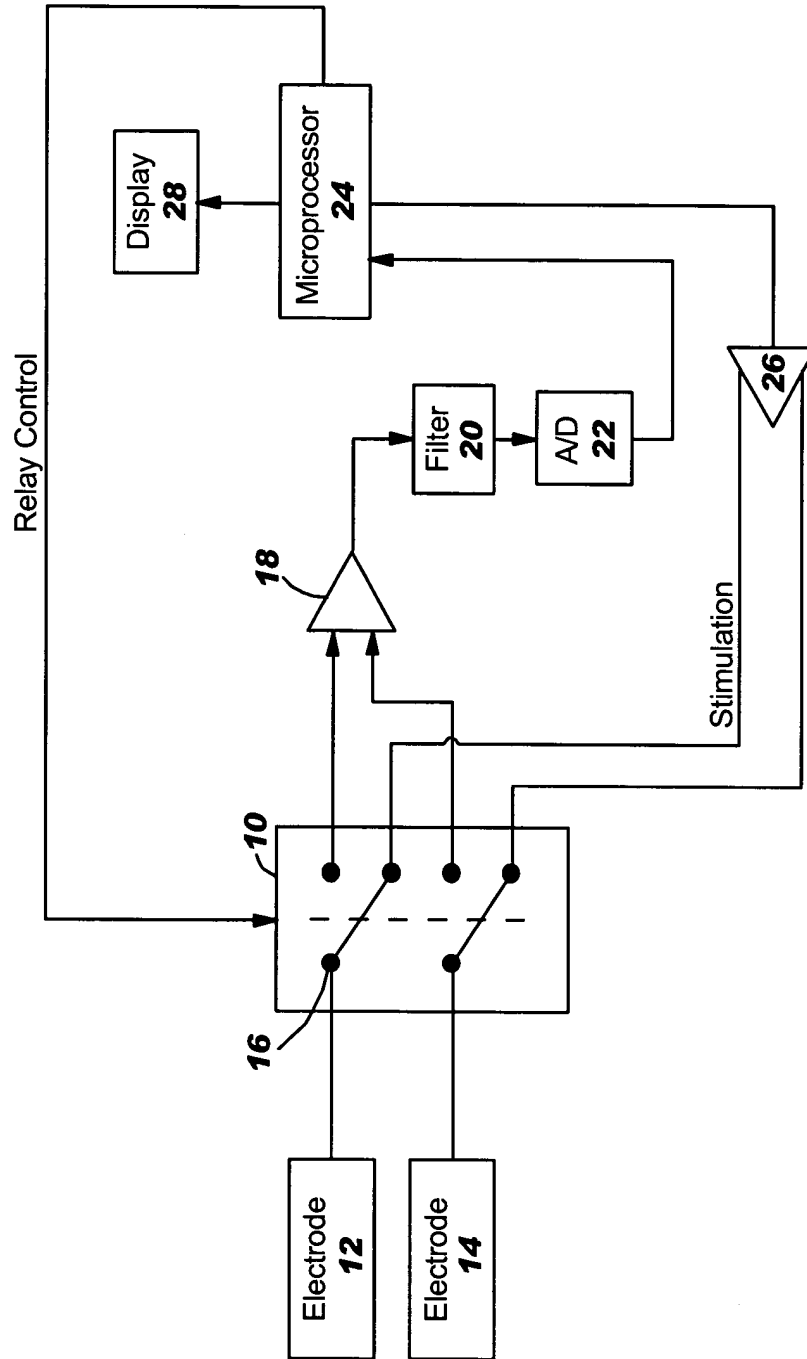 Relay Control
Display
28
Microprocessor
24
18
Filter
20
A/D
22
26
Stimulation
10
16
Electrode
12
Electrode
14